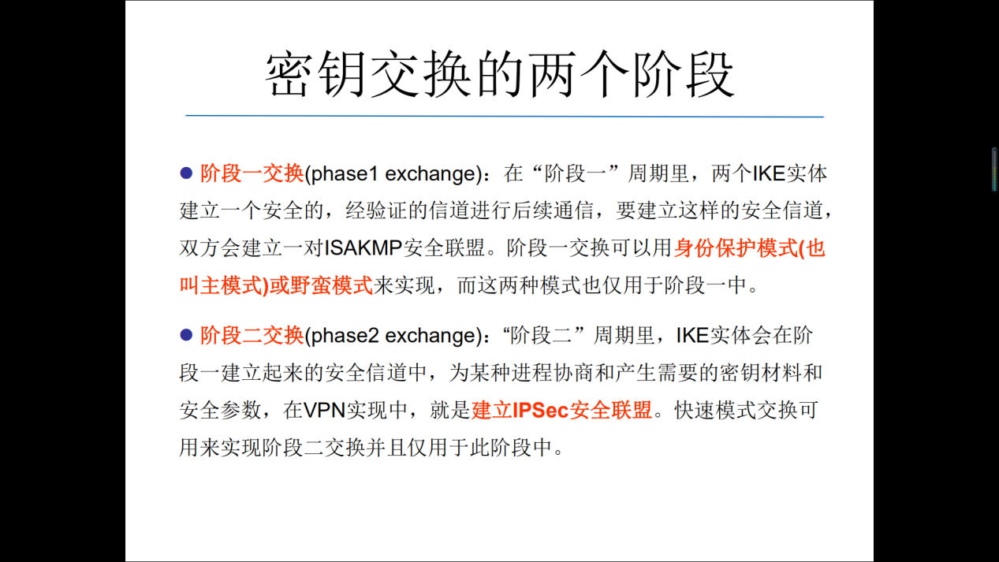 密钥交换的两个阶段
● 阶段一交换(phase1 exchange)：在“阶段一”周期里，两个IKE实体
建立一个安全的，经验证的信道进行后续通信，要建立这样的安全信道，
双方会建立一对ISAKMP安全联盟。阶段一交换可以用身份保护模式(也
叫主模式)或野蛮模式来实现，而这两种模式也仅用于阶段一中。
● 阶段二交换(phase2 exchange)：“阶段二”周期里，IKE实体会在阶
段一建立起来的安全信道中，为某种进程协商和产生需要的密钥材料和
安全参数，在VPN实现中，就是建立IPSec安全联盟。快速模式交换可
用来实现阶段二交换并且仅用于此阶段中。